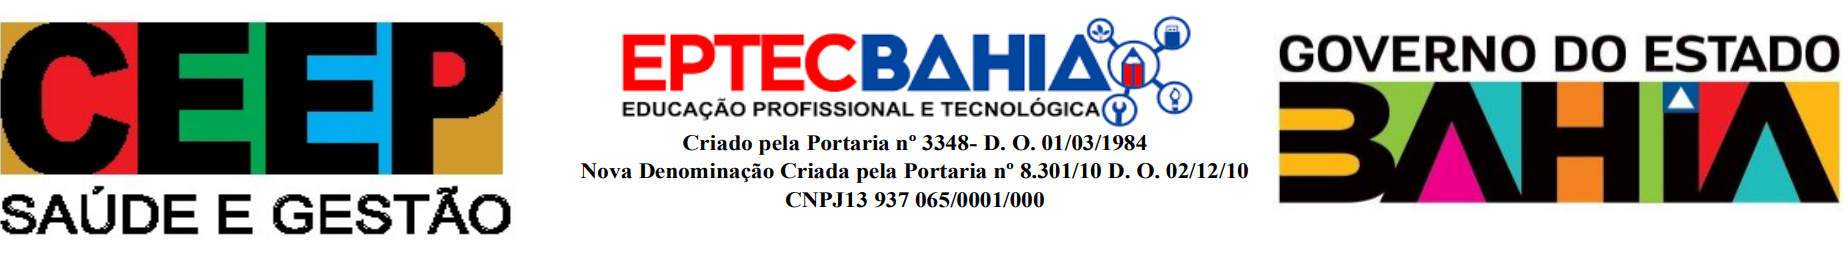 CEEP
SAÚDE E GESTÃO
EPTECBAHIA
EDUCAÇÃO PROFISSIONAL E TECNOLÓGICA
Criado pela Portaria nº 3348- D. O. 01/03/1984
Nova Denominação Criada pela Portaria nº 8.301/10 D. O. 02/12/10
CNPJ13 937 065/0001/000
GOVERNO DO ESTADO
BAHIA